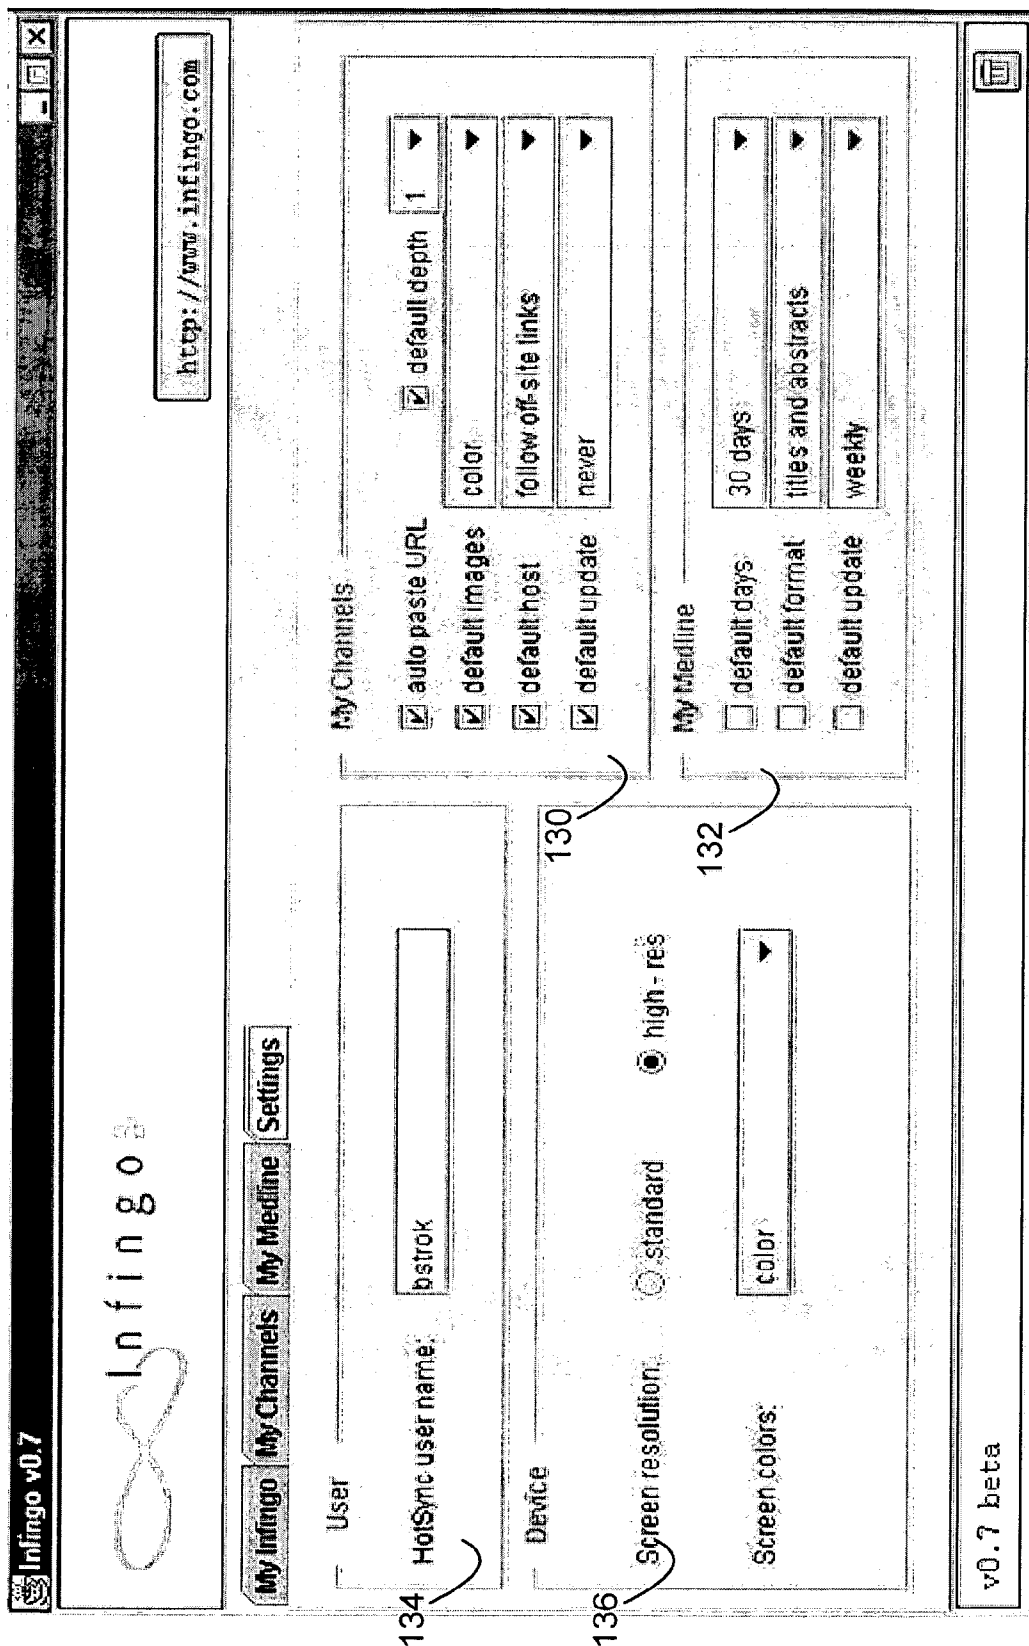 Infingo v0.7
Infingo
http://www.infingo.com
My Infingo My Channels My Medline Settings
User
HotSync user name: bstrok
134
Device
Screen resolution: standard high-res
Screen colors: color
136
My Channels
auto paste URL default depth 1
default images color
default host follow off-site links
default update never
130
My Medline
default days 30 days
default format titles and abstracts
default update weekly
132
v0.7 beta